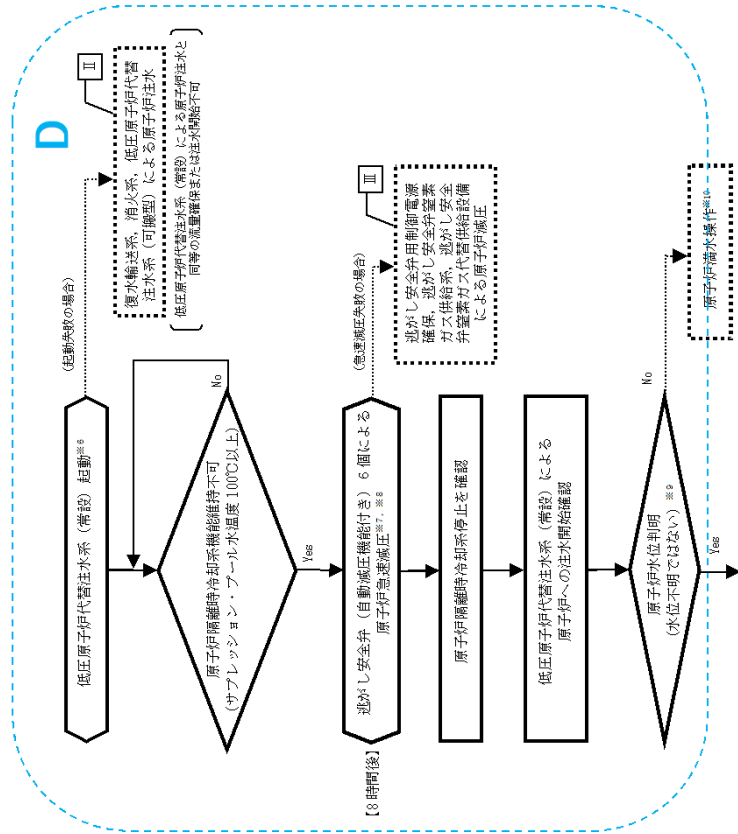 D
低圧原子炉代替注水系(常設)起動※6
(起動失敗の場合)
Ⅱ
復水輸送系,消火系,低圧原子炉代替
注水系(可搬型)による原子炉注水
低圧原子炉代替注水系(常設)による原子炉注水と
同等の流量確保または注水開始不可
原子炉隔離時冷却系機能維持不可
(サプレッション・プール水温度100℃以上)
No
Yes
【8時間後】
逃がし安全弁(自動減圧機能付き)6個による
原子炉急速減圧※7,※8
(急速減圧失敗の場合)
Ⅲ
逃がし安全弁用制御電源
確保,逃がし安全弁窒素
ガス供給系,逃がし安全
弁窒素ガス代替供給設備
による原子炉減圧
原子炉隔離時冷却系停止を確認
低圧原子炉代替注水系(常設)による
原子炉への注水開始確認
原子炉水位判明
(水位不明ではない)※9
No
原子炉満水操作※10
Yes